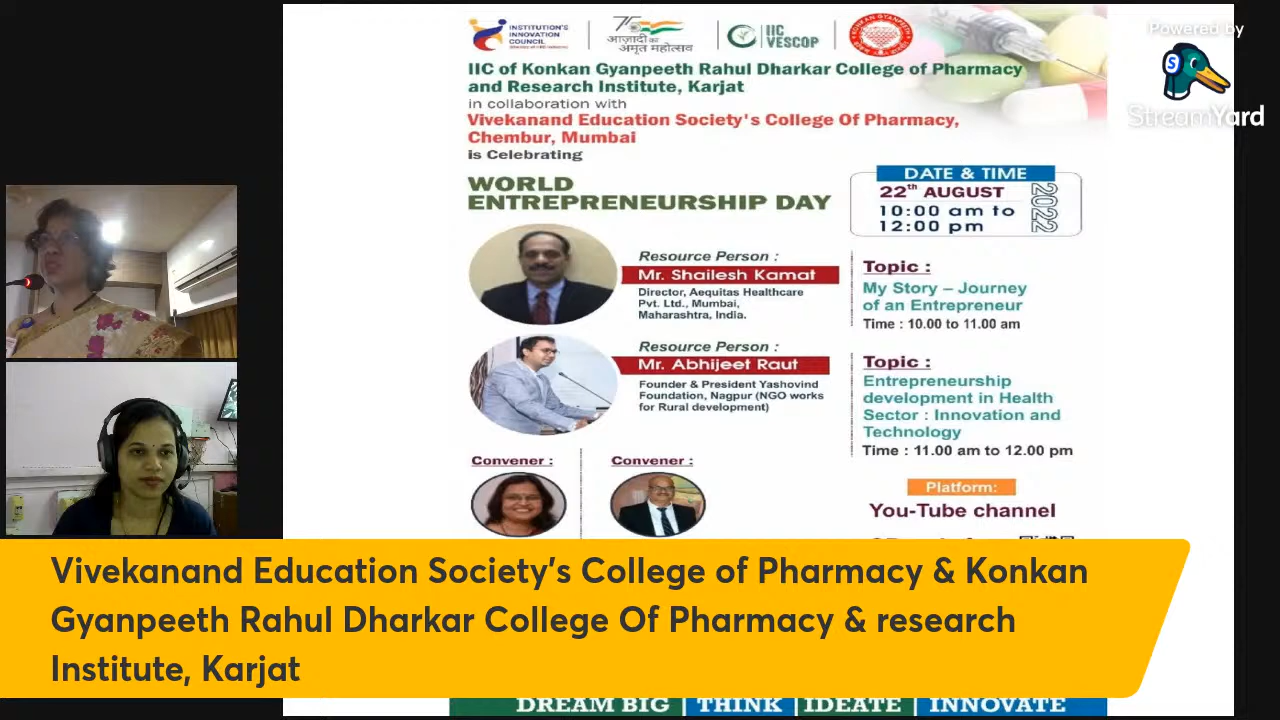 INSTITUTION'S
INNOVATION
COUNCIL
आज़ादी का
अमृत महोत्सव
IIC
VESCOP
Powered by
StreamYard
IIC of Konkan Gyanpeeth Rahul Dharkar College of Pharmacy
and Research Institute, Karjat
in collaboration with
Vivekanand Education Society's College Of Pharmacy,
Chembur, Mumbai
is Celebrating
WORLD
ENTREPRENEURSHIP DAY
DATE & TIME
22th AUGUST
10:00 am to
12:00 pm
2022
Resource Person :
Mr. Shailesh Kamat
Director, Aequitas Healthcare
Pvt. Ltd., Mumbai,
Maharashtra, India.
Topic :
My Story – Journey
of an Entrepreneur
Time : 10.00 to 11.00 am
Resource Person :
Mr. Abhijeet Raut
Founder & President Yashovind
Foundation, Nagpur (NGO works
for Rural development)
Topic :
Entrepreneurship
development in Health
Sector : Innovation and
Technology
Time : 11.00 am to 12.00 pm
Convener :
Convener :
Platform:
You-Tube channel
Vivekanand Education Society's College of Pharmacy & Konkan
Gyanpeeth Rahul Dharkar College Of Pharmacy & research
Institute, Karjat
DREAM BIG | THINK | IDEATE | INNOVATE